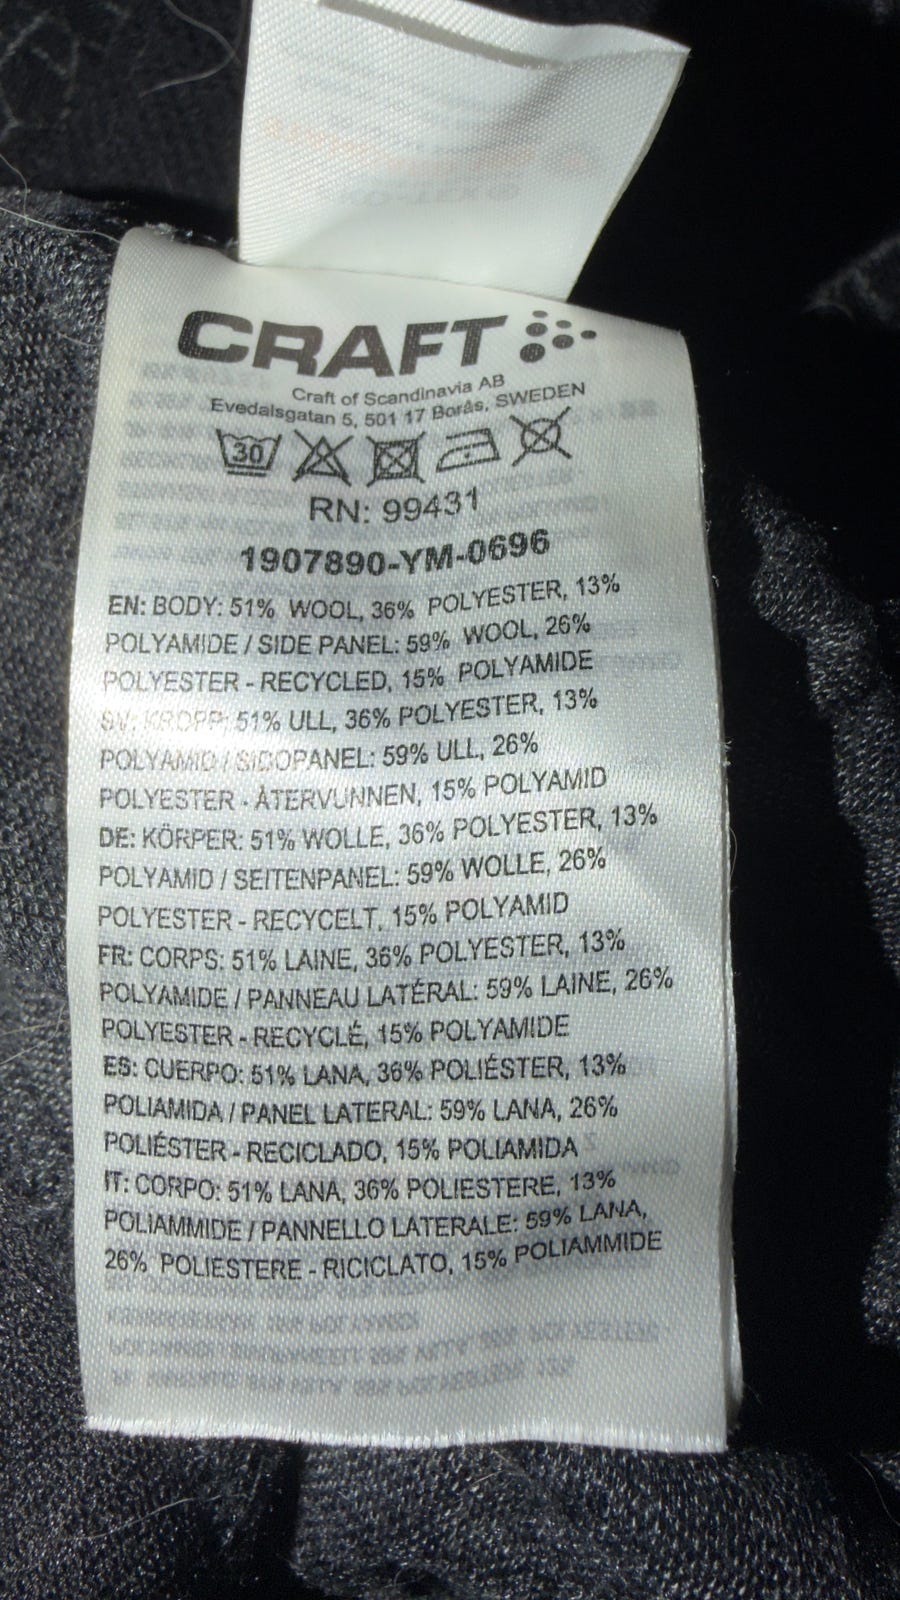 CRAFT
Craft of Scandinavia AB
Evedalsgatan 5, 501 17 Borås, SWEDEN
30
RN: 99431
1907890-YM-0696
EN: BODY: 51% WOOL, 36% POLYESTER, 13%
POLYAMIDE / SIDE PANEL: 59% WOOL, 26%
POLYESTER - RECYCLED, 15% POLYAMIDE
SV: KROPP: 51% ULL, 36% POLYESTER, 13%
POLYAMID / SIDOPANEL: 59% ULL, 26%
POLYESTER - ÅTERVUNNEN, 15% POLYAMID
DE: KÖRPER: 51% WOLLE, 36% POLYESTER, 13%
POLYAMID / SEITENPANEL: 59% WOLLE, 26%
POLYESTER - RECYCELT, 15% POLYAMID
FR: CORPS: 51% LAINE, 36% POLYESTER, 13%
POLYAMIDE / PANNEAU LATÉRAL: 59% LAINE, 26%
POLYESTER - RECYCLÉ, 15% POLYAMIDE
ES: CUERPO: 51% LANA, 36% POLIÉSTER, 13%
POLIAMIDA / PANEL LATERAL: 59% LANA, 26%
POLIÉSTER - RECICLADO, 15% POLIAMIDA
IT: CORPO: 51% LANA, 36% POLIESTERE, 13%
POLIAMMIDE / PANNELLO LATERALE: 59% LANA,
26% POLIESTERE - RICICLATO, 15% POLIAMMIDE